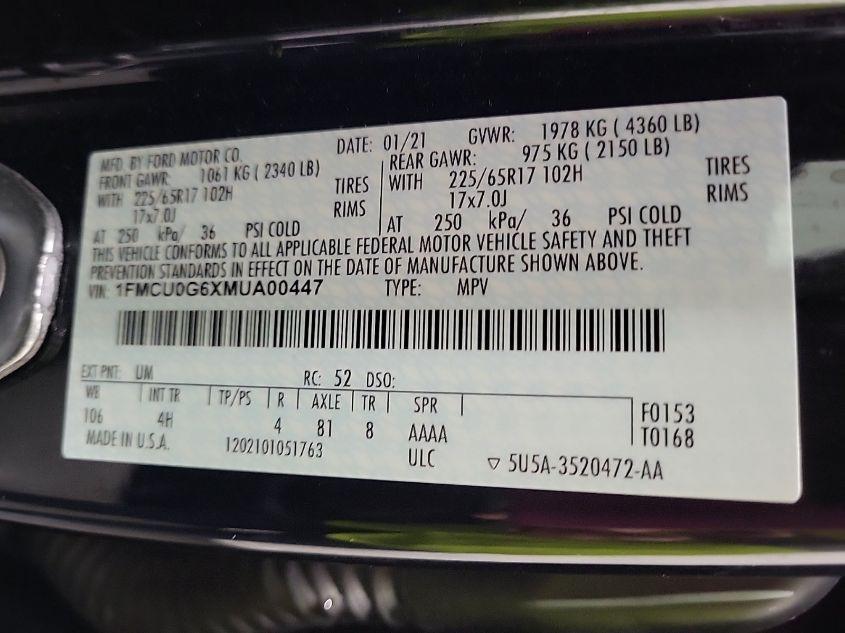 MFD. BY FORD MOTOR CO. DATE: 01/21 GVWR: 1978 KG ( 4360 LB)
FRONT GAWR: 1061 KG ( 2340 LB) REAR GAWR: 975 KG ( 2150 LB)
WITH 225/65R17 102H TIRES WITH 225/65R17 102H TIRES
17x7.0J RIMS 17x7.0J RIMS
AT 250 kPa/ 36 PSI COLD AT 250 kPa/ 36 PSI COLD
THIS VEHICLE CONFORMS TO ALL APPLICABLE FEDERAL MOTOR VEHICLE SAFETY AND THEFT
PREVENTION STANDARDS IN EFFECT ON THE DATE OF MANUFACTURE SHOWN ABOVE.
VIN: 1FMCU0G6XMUA00447 TYPE: MPV
EXT PNT: UM RC: 52 DSO:
WB INT TR TP/PS R AXLE TR SPR
106 4H 4 81 8 AAAA F0153
MADE IN U.S.A. 1202101051763 ULC T0168
▽ 5U5A-3520472-AA